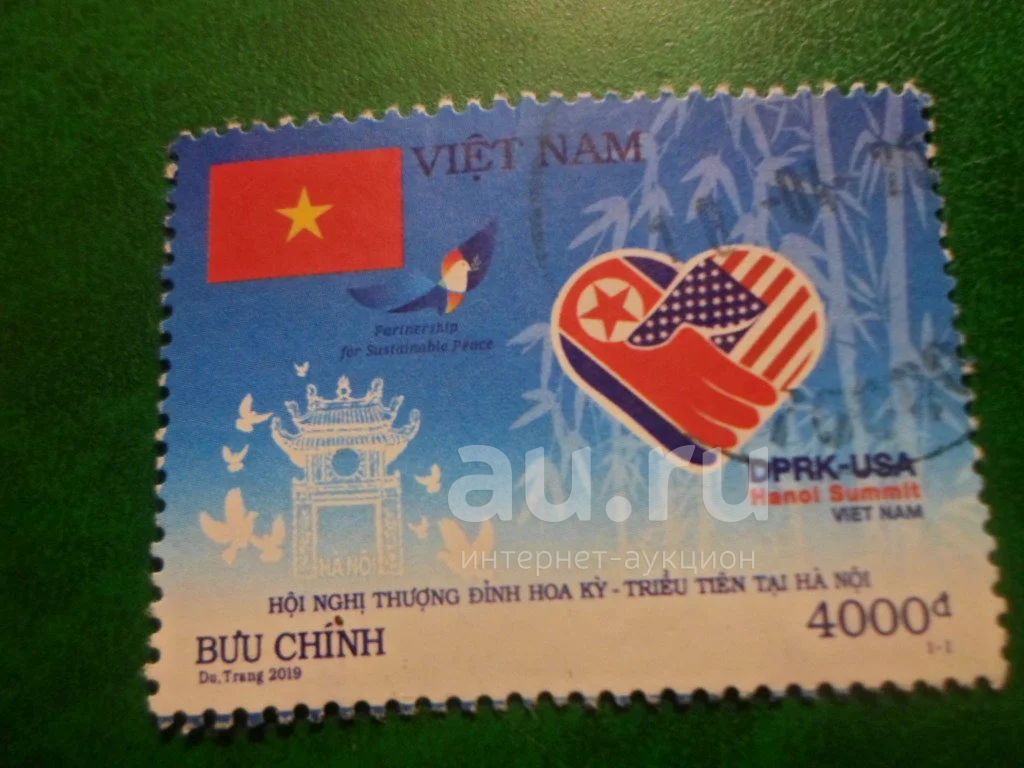 VIỆT NAM
Partnership
for Sustainable Peace
DPRK-USA
Hanoi Summit
VIET NAM
HÀ NỘI
au.ru
интернет-аукцион
HỘI NGHỊ THƯỢNG ĐỈNH HOA KỲ - TRIỀU TIÊN TẠI HÀ NỘI
BƯU CHÍNH
4000đ
Du. Trang 2019
1-1